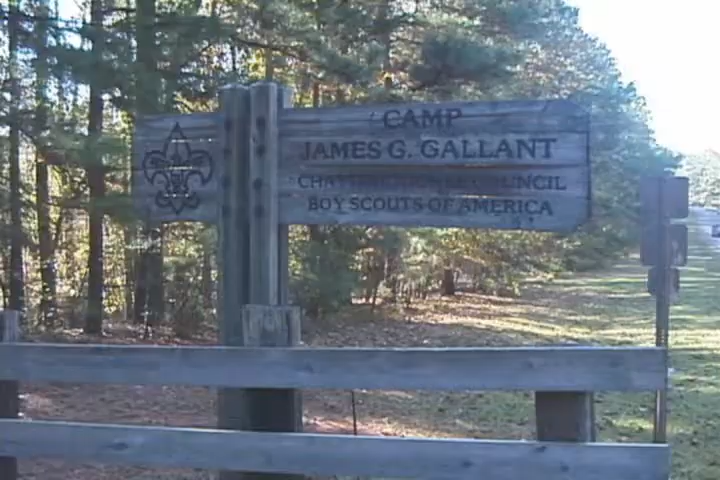 CAMP
JAMES G. GALLANT
COUNCIL
BOY SCOUTS OF AMERICA